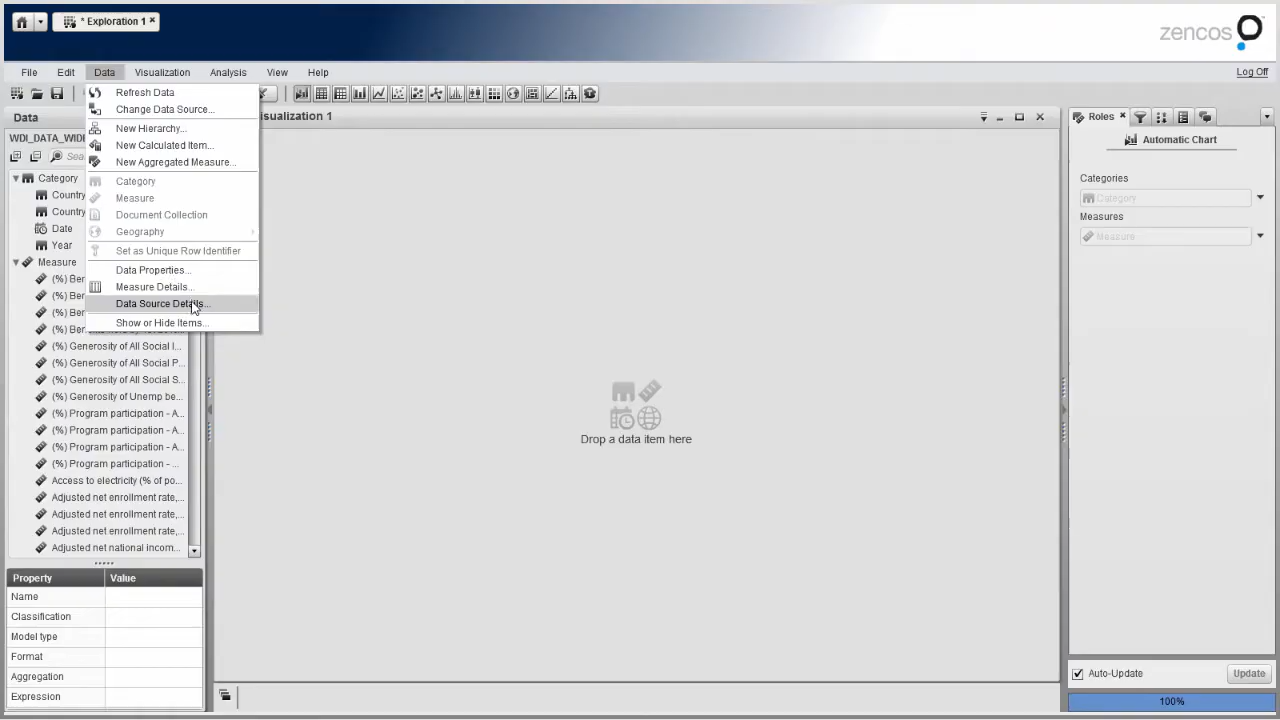 * Exploration 1
zencos
File Edit Data Visualization Analysis View Help
Log Off
Data
WDI_DATA_WIDE
Category
Country
Country
Date
Year
Measure
(%) Ben
(%) Ben
(%) Ben
(%) Generosity of All Social I...
(%) Generosity of All Social P...
(%) Generosity of All Social S...
(%) Generosity of Unemp be...
(%) Program participation - A...
(%) Program participation - A...
(%) Program participation - A...
(%) Program participation - ...
Access to electricity (% of po...
Adjusted net enrollment rate,...
Adjusted net enrollment rate,...
Adjusted net enrollment rate,...
Adjusted net national incom...
Property Value
Name
Classification
Model type
Format
Aggregation
Expression
Refresh Data
Change Data Source...
New Hierarchy...
New Calculated Item...
New Aggregated Measure...
Category
Measure
Document Collection
Geography
Set as Unique Row Identifier
Data Properties...
Measure Details...
Data Source Details...
Show or Hide Items...
isualization 1
Drop a data item here
Roles
Automatic Chart
Categories
Category
Measures
Measure
Auto-Update
Update
100%